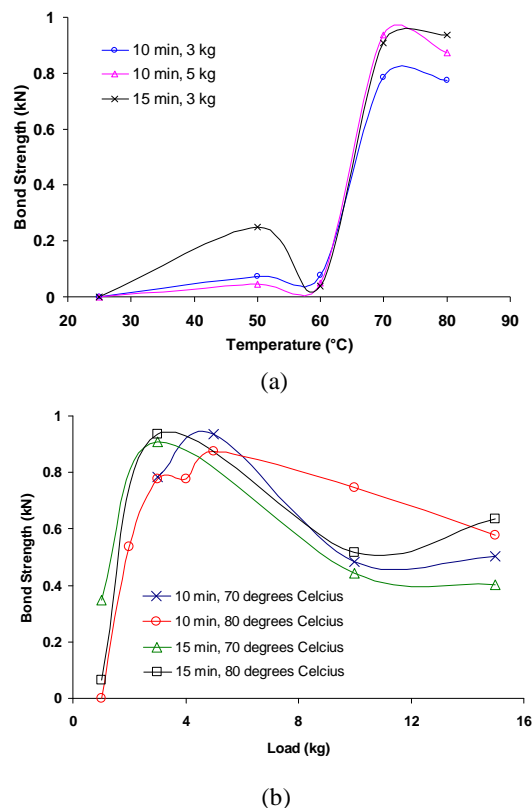 1
0.8
0.6
0.4
0.2
0
Bond Strength (kN)
10 min, 3 kg
10 min, 5 kg
15 min, 3 kg
20 30 40 50 60 70 80 90
Temperature (°C)
(a)
1
0.8
0.6
0.4
0.2
0
Bond Strength (kN)
10 min, 70 degrees Celcius
10 min, 80 degrees Celcius
15 min, 70 degrees Celcius
15 min, 80 degrees Celcius
0 4 8 12 16
Load (kg)
(b)